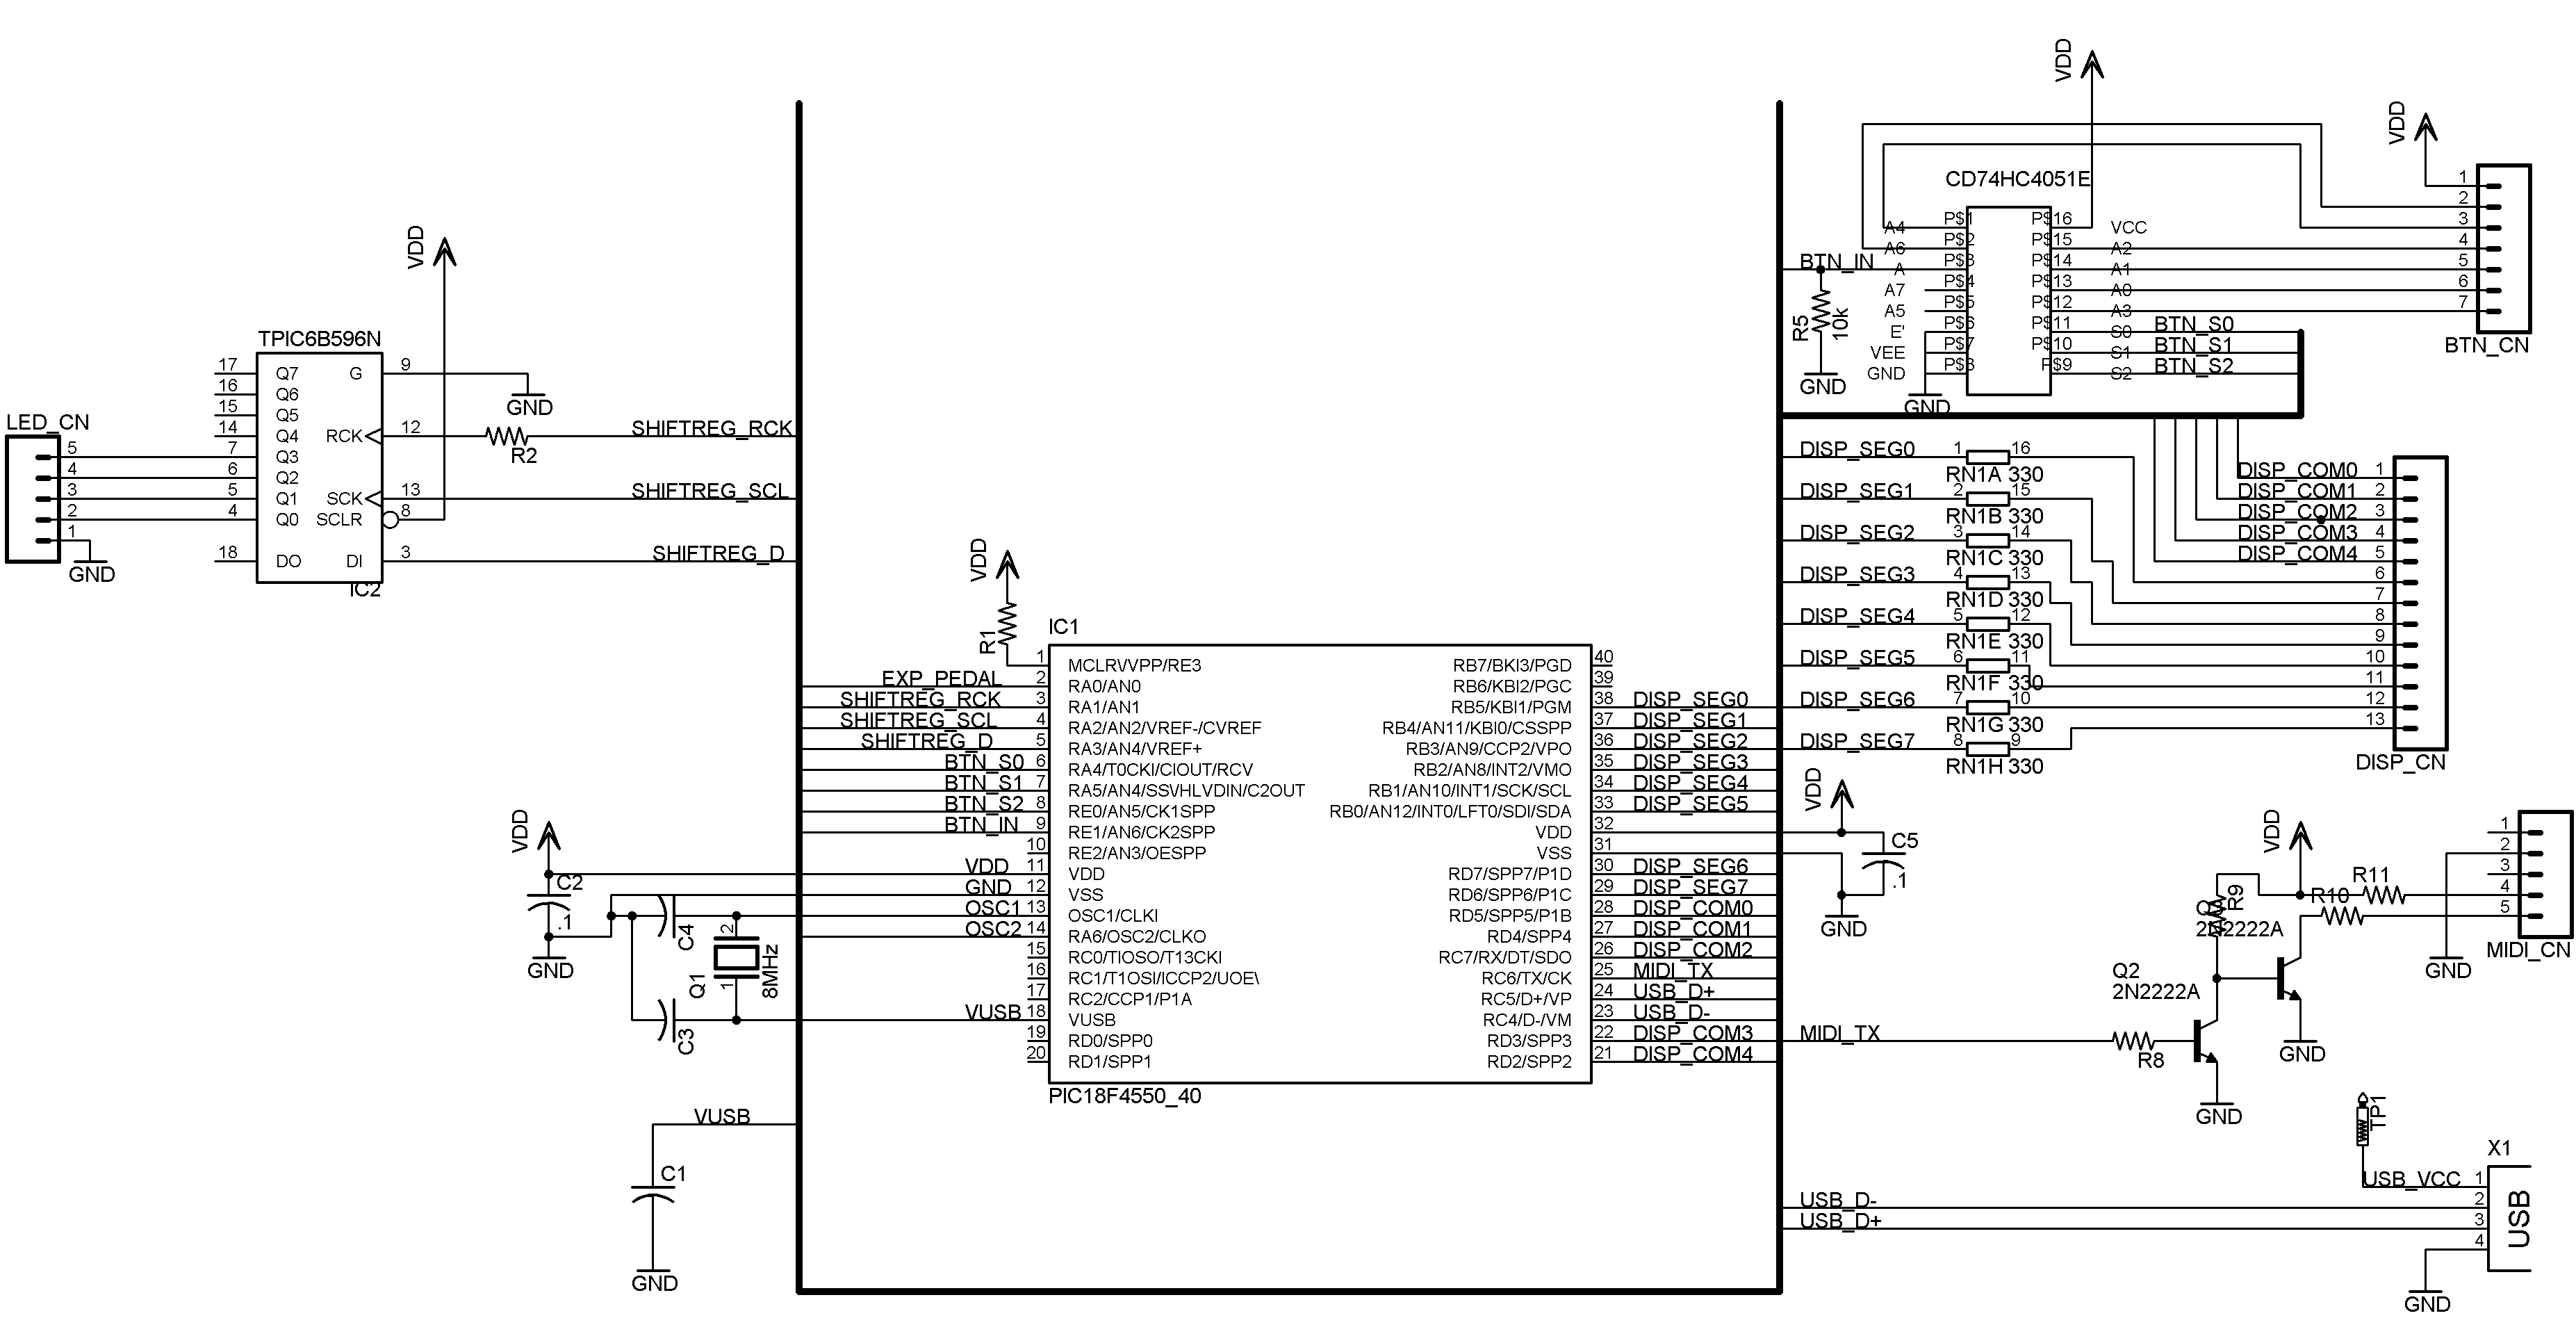 VDD
VDD
CD74HC4051E
P$1 P$16
A4 VCC
P$2 P$15
A6 A2
BTN_IN
P$3 P$14
A A1
P$4 P$13
A7 A0
P$5 P$12
A5 A3
P$6 P$11
E' S0 BTN_S0
P$7 P$10
VEE S1 BTN_S1
P$8 P$9
GND S2 BTN_S2
GND
R5
10k
GND
1
2
3
4
5
6
7
BTN_CN
VDD
TPIC6B596N
17 Q7 G 9
16 Q6
GND
15 Q5
14 Q4 RCK 12
R2
SHIFTREG_RCK
7 Q3
6 Q2
5 Q1 SCK 13
SHIFTREG_SCL
4 Q0 SCLR 8
18 DO DI 3
SHIFTREG_D
IC2
LED_CN
5
4
3
2
1
GND
DISP_SEG0 1 16
RN1A 330
DISP_SEG1 2 15
RN1B 330
DISP_SEG2 3 14
RN1C 330
DISP_SEG3 4 13
RN1D 330
DISP_SEG4 5 12
RN1E 330
DISP_SEG5 6 11
RN1F 330
DISP_SEG6 7 10
RN1G 330
DISP_SEG7 8 9
RN1H 330
DISP_COM0 1
DISP_COM1 2
DISP_COM2 3
DISP_COM3 4
DISP_COM4 5
6
7
8
9
10
11
12
13
DISP_CN
VDD
R1
IC1
1 MCLRVVPP/RE3 RB7/BKI3/PGD 40
EXP_PEDAL 2 RA0/AN0 RB6/KBI2/PGC 39
SHIFTREG_RCK 3 RA1/AN1 RB5/KBI1/PGM 38 DISP_SEG0
SHIFTREG_SCL 4 RA2/AN2/VREF-/CVREF RB4/AN11/KBI0/CSSPP 37 DISP_SEG1
SHIFTREG_D 5 RA3/AN4/VREF+ RB3/AN9/CCP2/VPO 36 DISP_SEG2
BTN_S0 6 RA4/T0CKI/CIOUT/RCV RB2/AN8/INT2/VMO 35 DISP_SEG3
BTN_S1 7 RA5/AN4/SSVHLVDIN/C2OUT RB1/AN10/INT1/SCK/SCL 34 DISP_SEG4
BTN_S2 8 RE0/AN5/CK1SPP RB0/AN12/INT0/LFT0/SDI/SDA 33 DISP_SEG5
BTN_IN 9 RE1/AN6/CK2SPP VDD 32
10 RE2/AN3/OESPP VSS 31
VDD 11 VDD RD7/SPP7/P1D 30 DISP_SEG6
GND 12 VSS RD6/SPP6/P1C 29 DISP_SEG7
OSC1 13 OSC1/CLKI RD5/SPP5/P1B 28 DISP_COM0
OSC2 14 RA6/OSC2/CLKO RD4/SPP4 27 DISP_COM1
15 RC0/TIOSO/T13CKI RC7/RX/DT/SDO 26 DISP_COM2
16 RC1/T1OSI/ICCP2/UOE\ RC6/TX/CK 25 MIDI_TX
17 RC2/CCP1/P1A RC5/D+/VP 24 USB_D+
VUSB 18 VUSB RC4/D-/VM 23 USB_D-
19 RD0/SPP0 RD3/SPP3 22 DISP_COM3
20 RD1/SPP1 RD2/SPP2 21 DISP_COM4
PIC18F4550_40
VDD
C2
.1
GND
C4
C3
2
1
Q1
8MHz
VUSB
C1
GND
VDD
C5
.1
GND
VDD
R9
2N2222A
R11
R10
1
2
3
4
5
MIDI_CN
GND
Q2
2N2222A
GND
MIDI_TX
R8
GND
TP1
X1
USB_VCC 1
USB_D- 2
USB_D+ 3
4
USB
GND